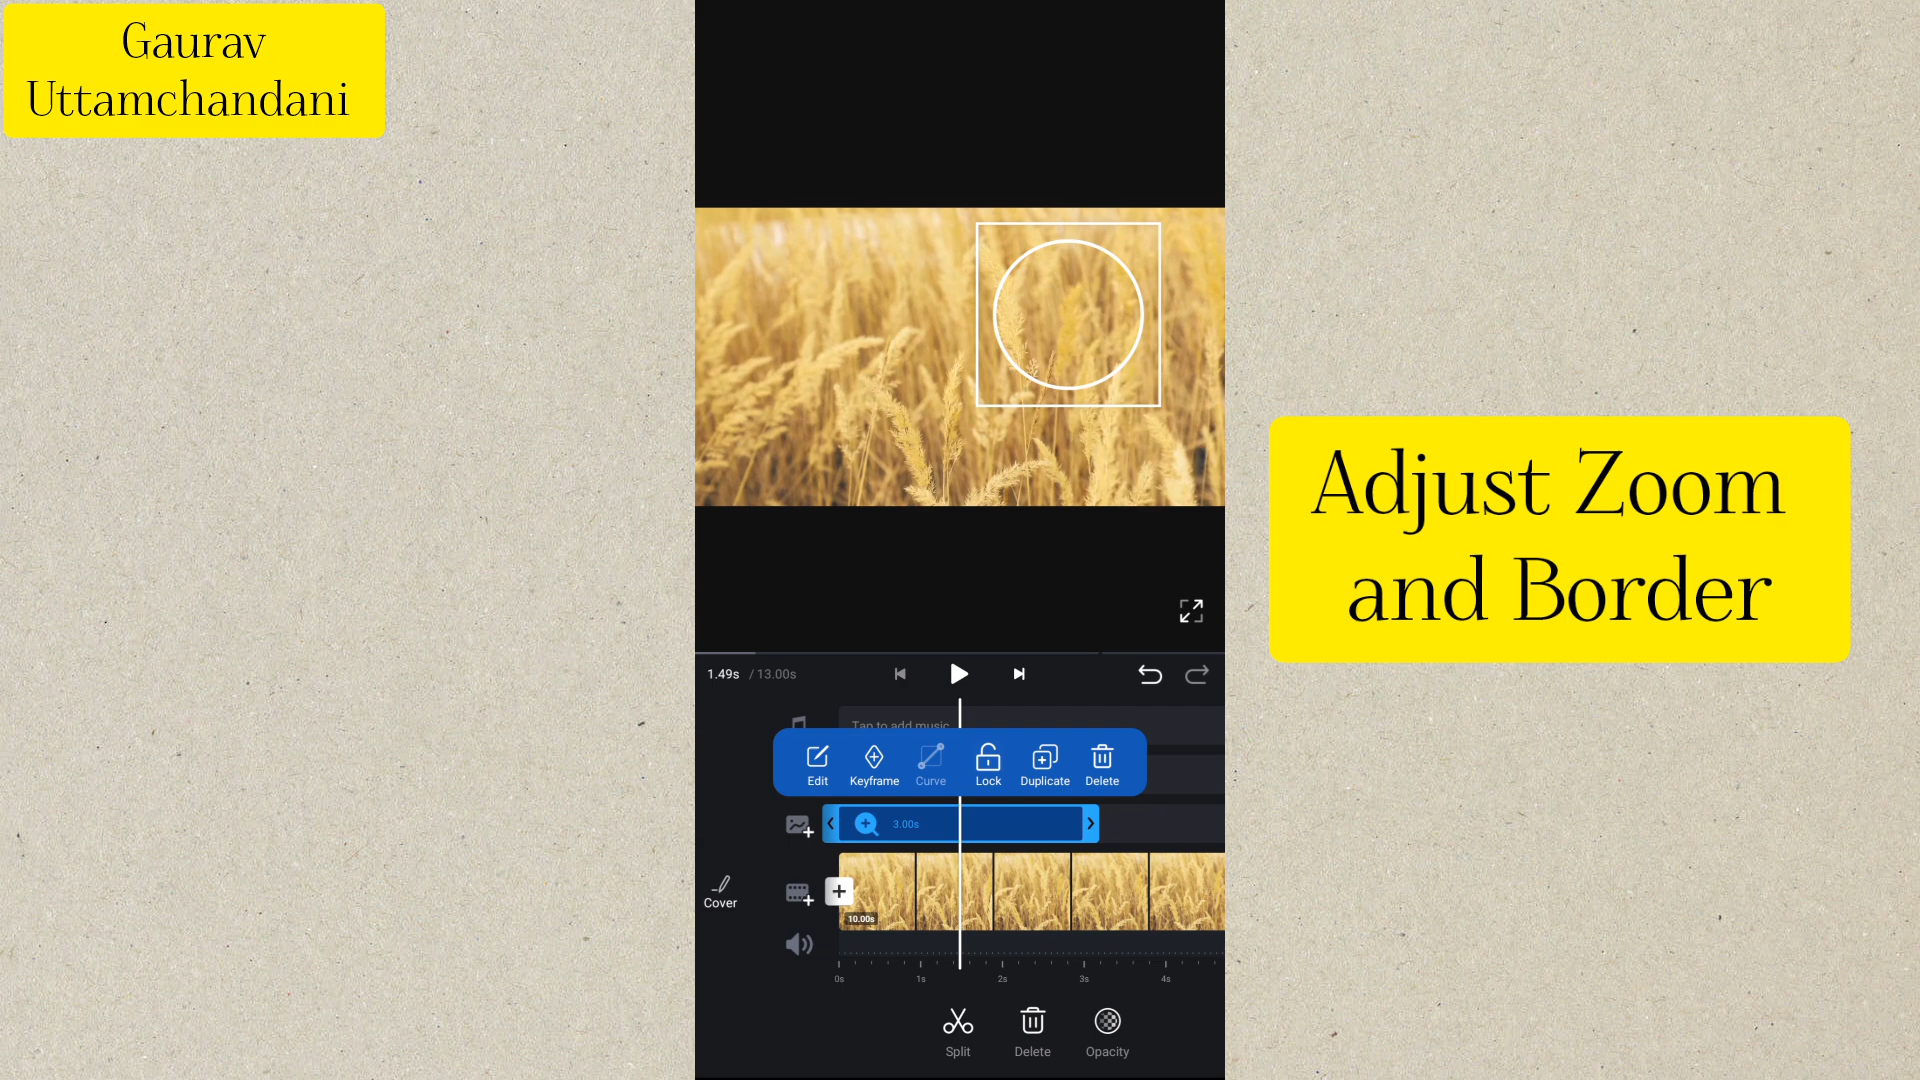 Gaurav
Uttamchandani
Adjust Zoom
and Border
1.49s / 13.00s
Tap to add music
Edit Keyframe Curve Lock Duplicate Delete
3.00s
Cover
10.00s
0s 1s 2s 3s 4s
Split Delete Opacity